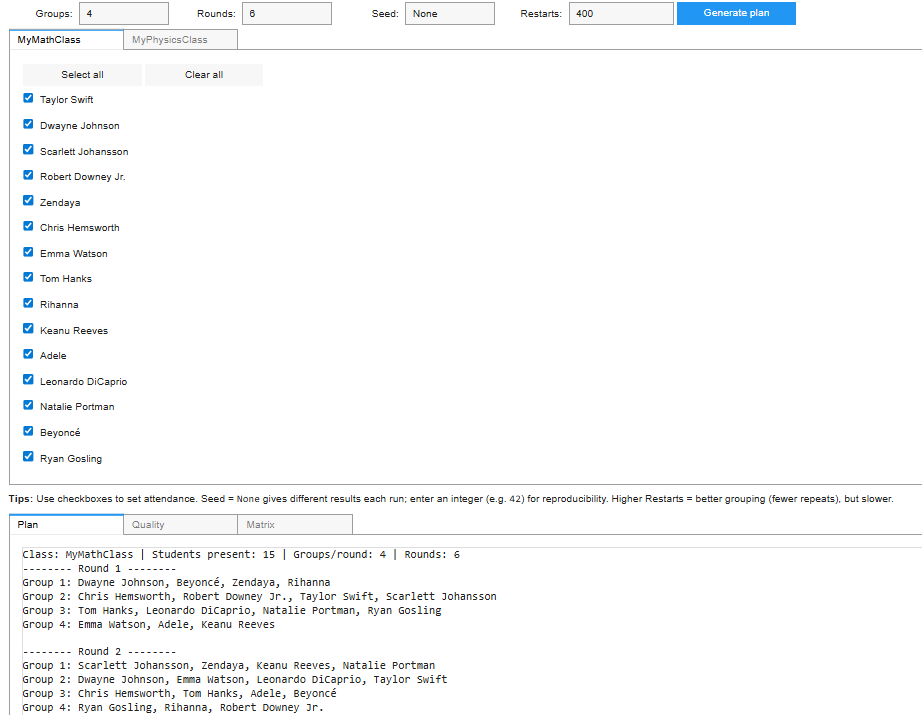 Groups: 4 Rounds: 6 Seed: None Restarts: 400 Generate plan
MyMathClass MyPhysicsClass
Select all Clear all
Taylor Swift
Dwayne Johnson
Scarlett Johansson
Robert Downey Jr.
Zendaya
Chris Hemsworth
Emma Watson
Tom Hanks
Rihanna
Keanu Reeves
Adele
Leonardo DiCaprio
Natalie Portman
Beyoncé
Ryan Gosling
Tips: Use checkboxes to set attendance. Seed = None gives different results each run; enter an integer (e.g. 42) for reproducibility. Higher Restarts = better grouping (fewer repeats), but slower.
Plan Quality Matrix
Class: MyMathClass | Students present: 15 | Groups/round: 4 | Rounds: 6
-------- Round 1 --------
Group 1: Dwayne Johnson, Beyoncé, Zendaya, Rihanna
Group 2: Chris Hemsworth, Robert Downey Jr., Taylor Swift, Scarlett Johansson
Group 3: Tom Hanks, Leonardo DiCaprio, Natalie Portman, Ryan Gosling
Group 4: Emma Watson, Adele, Keanu Reeves
-------- Round 2 --------
Group 1: Scarlett Johansson, Zendaya, Keanu Reeves, Natalie Portman
Group 2: Dwayne Johnson, Emma Watson, Leonardo DiCaprio, Taylor Swift
Group 3: Chris Hemsworth, Tom Hanks, Adele, Beyoncé
Group 4: Ryan Gosling, Rihanna, Robert Downey Jr.